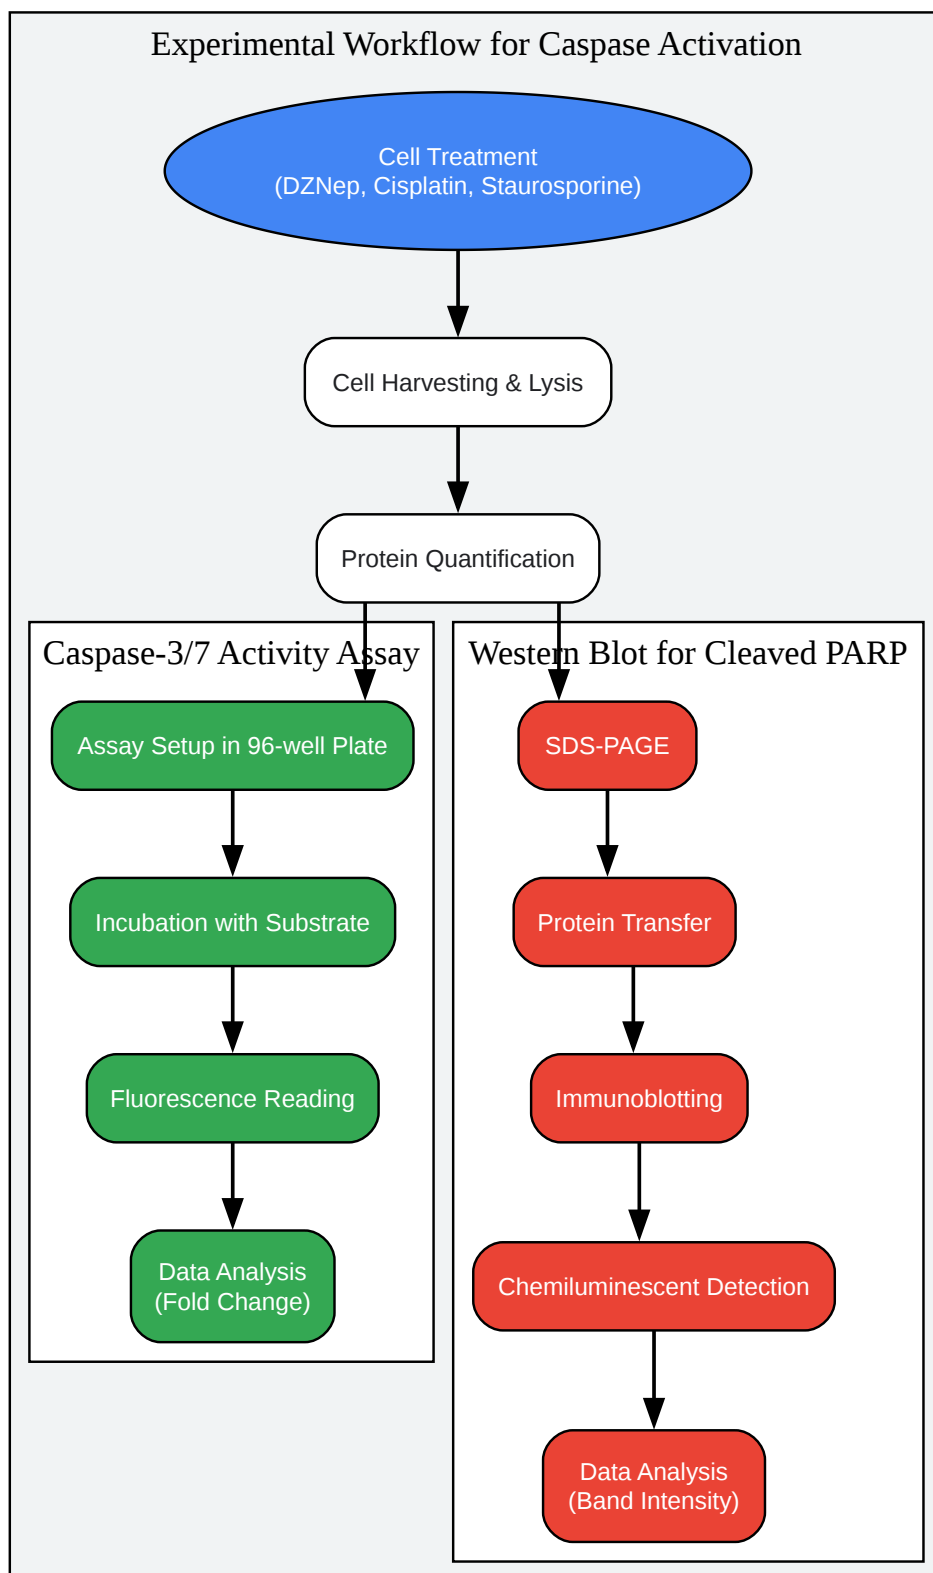 Experimental Workflow for Caspase Activation
Cell Treatment
(DZNep, Cisplatin, Staurosporine)
Cell Harvesting & Lysis
Protein Quantification
Caspase-3/7 Activity Assay
Assay Setup in 96-well Plate
Incubation with Substrate
Fluorescence Reading
Data Analysis
(Fold Change)
Western Blot for Cleaved PARP
SDS-PAGE
Protein Transfer
Immunoblotting
Chemiluminescent Detection
Data Analysis
(Band Intensity)